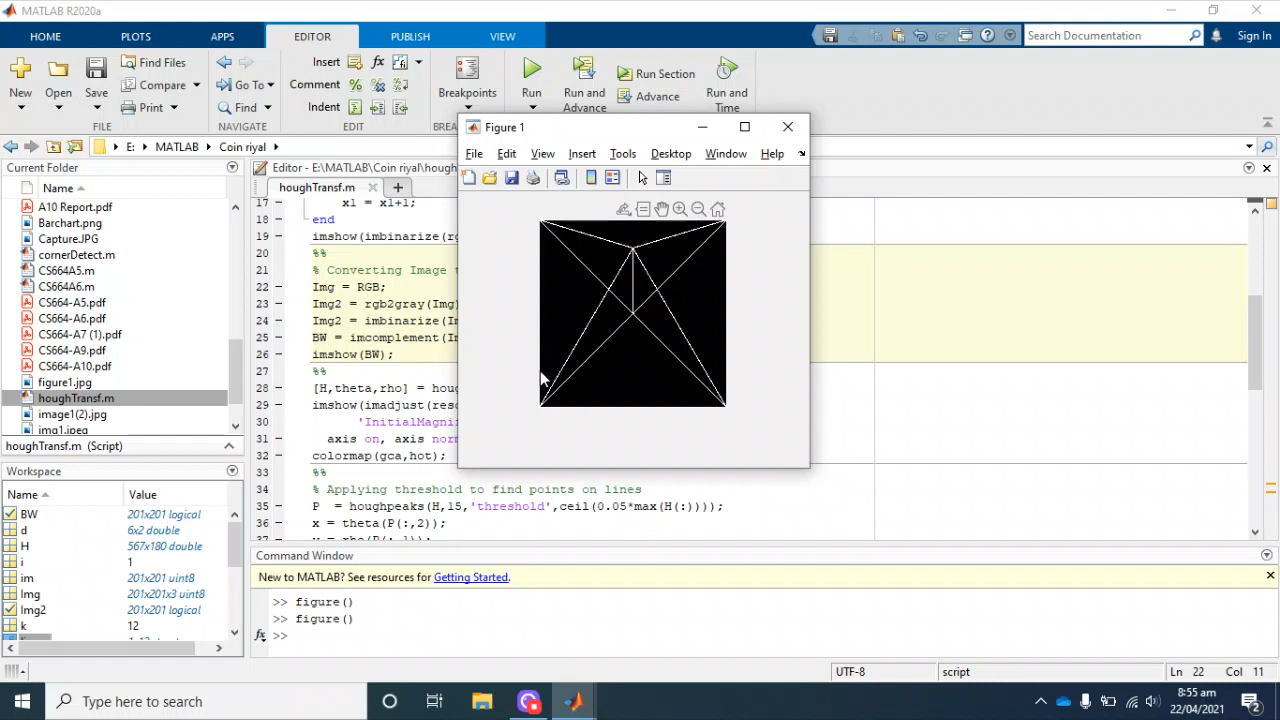 MATLAB R2020a
HOME PLOTS APPS EDITOR PUBLISH VIEW Search Documentation Sign In
New Open Save Find Files Compare Print Go To Find
Insert Comment Indent fx
Breakpoints Run Run and Advance Run Section Advance Run and Time
FILE NAVIGATE EDIT
E: MATLAB Coin riyal
Current Folder
Name
A10 Report.pdf
Barchart.png
Capture.JPG
cornerDetect.m
CS664A5.m
CS664A6.m
CS664-A5.pdf
CS664-A6.pdf
CS664-A7 (1).pdf
CS664-A9.pdf
CS664-A10.pdf
figure1.jpg
houghTransf.m
image1(2).jpg
img1.jpeg
houghTransf.m (Script)
Workspace
Name Value
BW 201x201 logical
d 6x2 double
H 567x180 double
i 1
im 201x201 uint8
Img 201x201x3 uint8
Img2 201x201 logical
k 12
Editor - E:\MATLAB\Coin riyal\hough
houghTransf.m
17 x1 = x1+1;
18 end
19 imshow(imbinarize(rg
20 %%
21 % Converting Image
22 Img = RGB;
23 Img2 = rgb2gray(Img)
24 Img2 = imbinarize(Im
25 BW = imcomplement(Im
26 imshow(BW);
27 %%
28 [H,theta,rho] = hou
29 imshow(imadjust(resc
30 'InitialMagni
31 axis on, axis norm
32 colormap(gca,hot);
33 %%
34 % Applying threshold to find points on lines
35 P = houghpeaks(H,15,'threshold',ceil(0.05*max(H(:))));
36 x = theta(P(:,2));
37
Figure 1
File Edit View Insert Tools Desktop Window Help
Command Window
New to MATLAB? See resources for Getting Started.
>> figure()
>> figure()
fx >>
UTF-8 script Ln 22 Col 11
Type here to search
8:55 am
22/04/2021
2